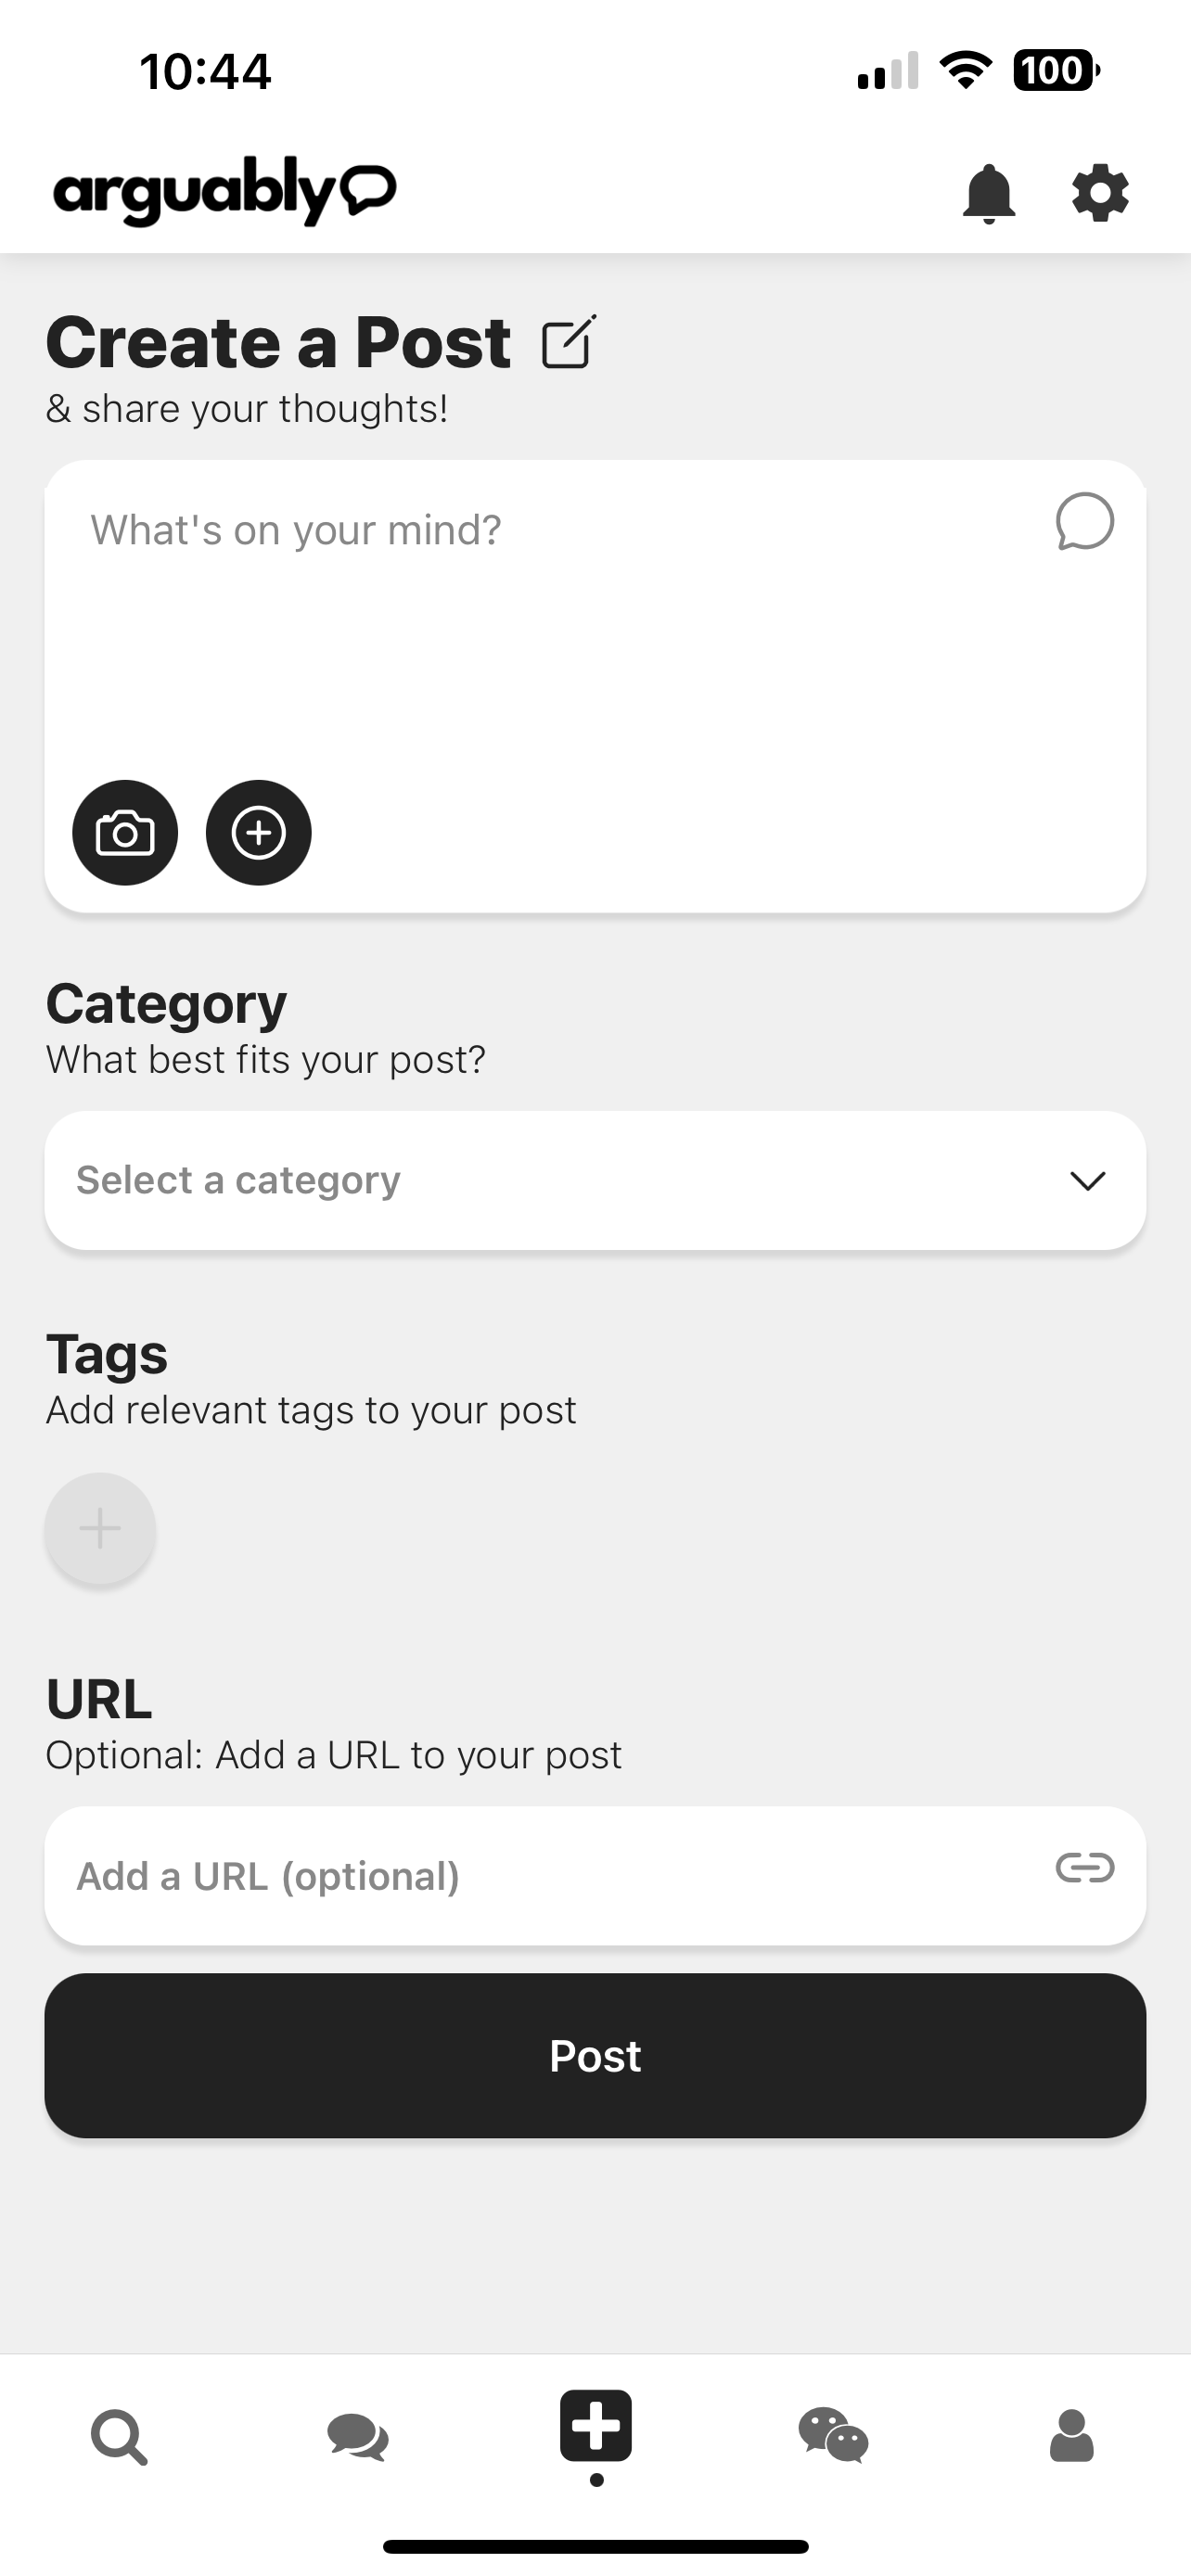 10:44
100
arguably
Create a Post
& share your thoughts!
What's on your mind?
Category
What best fits your post?
Select a category
Tags
Add relevant tags to your post
URL
Optional: Add a URL to your post
Add a URL (optional)
Post